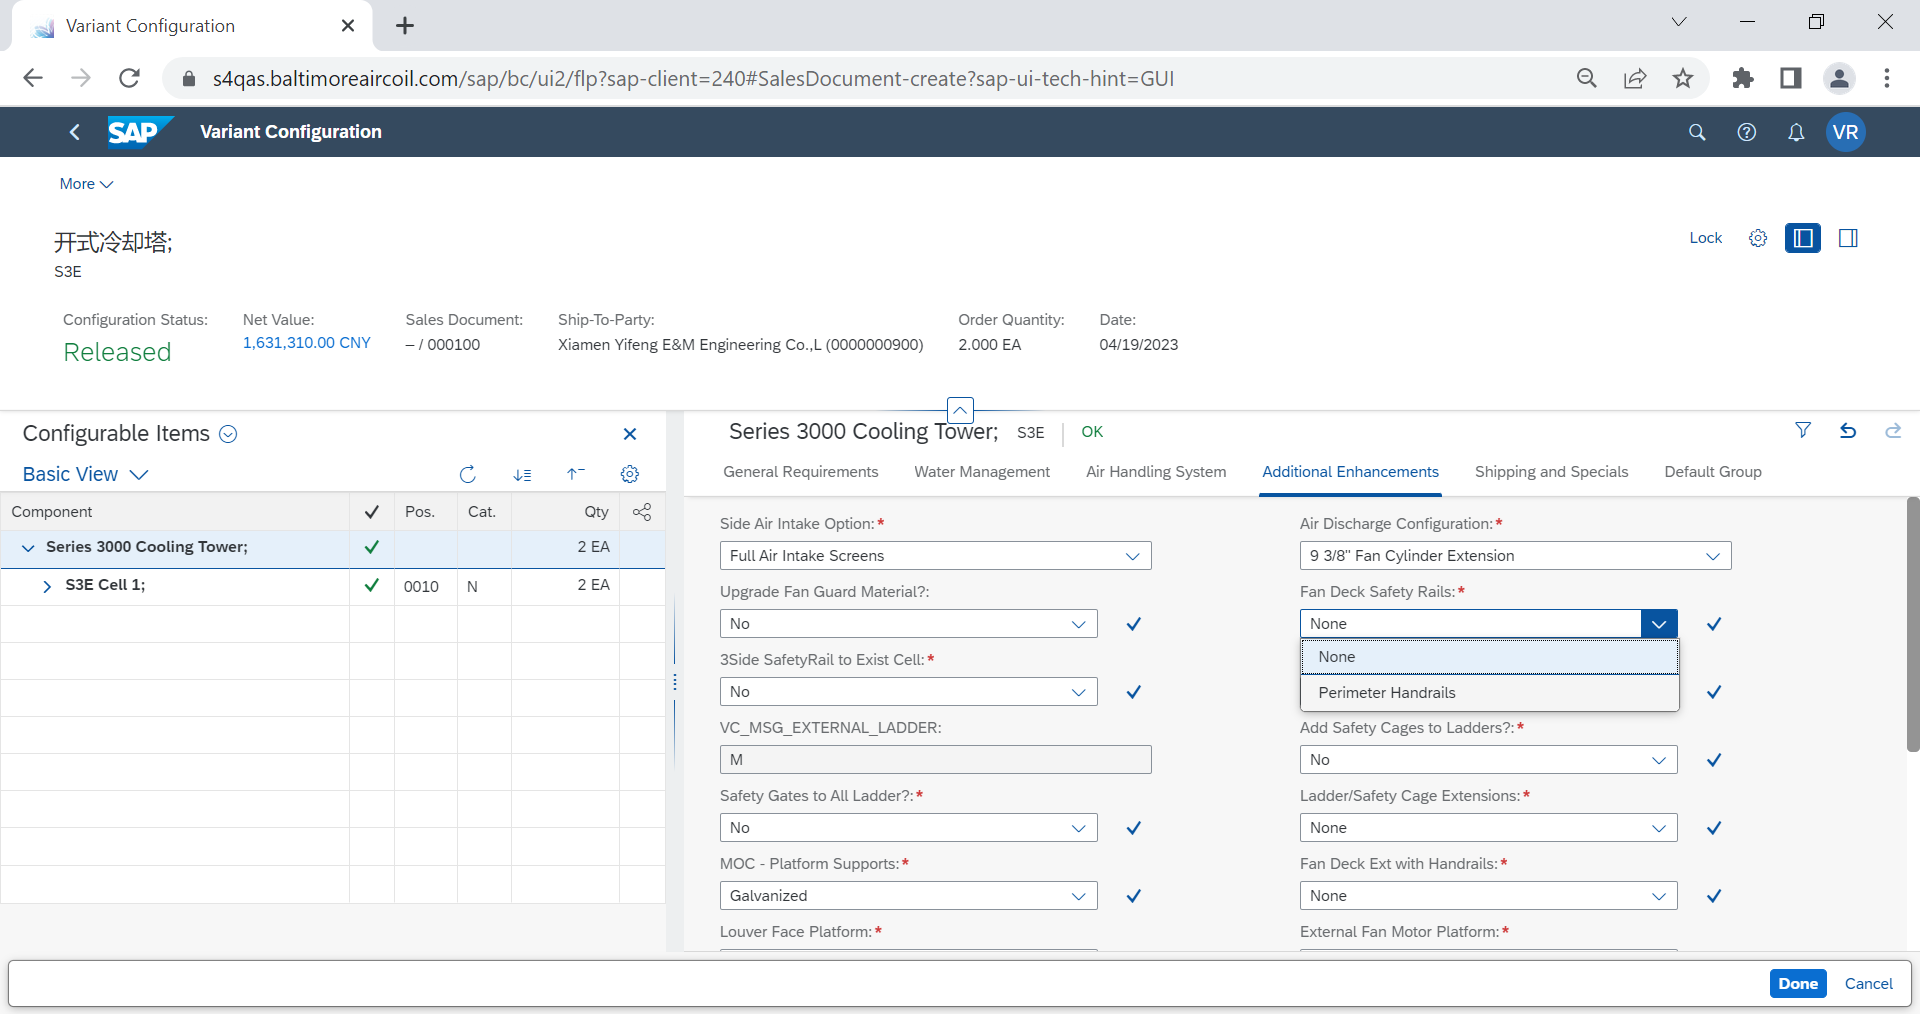 Variant Configuration
s4qas.baltimoreaircoil.com/sap/bc/ui2/flp?sap-client=240#SalesDocument-create?sap-ui-tech-hint=GUI
SAP
Variant Configuration
VR
More
开式冷却塔;
S3E
Lock
Configuration Status:
Released
Net Value:
1,631,310.00 CNY
Sales Document:
– / 000100
Ship-To-Party:
Xiamen Yifeng E&M Engineering Co.,L (0000000900)
Order Quantity:
2.000 EA
Date:
04/19/2023
Configurable Items
Basic View
Component Pos. Cat. Qty
Series 3000 Cooling Tower; 2 EA
S3E Cell 1; 0010 N 2 EA
Series 3000 Cooling Tower; S3E OK
General Requirements Water Management Air Handling System Additional Enhancements Shipping and Specials Default Group
Side Air Intake Option:*
Full Air Intake Screens
Air Discharge Configuration:*
9 3/8" Fan Cylinder Extension
Upgrade Fan Guard Material?:
No
Fan Deck Safety Rails:*
None
None
Perimeter Handrails
3Side SafetyRail to Exist Cell:*
No
VC_MSG_EXTERNAL_LADDER:
M
Add Safety Cages to Ladders?:*
No
Safety Gates to All Ladder?:*
No
Ladder/Safety Cage Extensions:*
None
MOC - Platform Supports:*
Galvanized
Fan Deck Ext with Handrails:*
None
Louver Face Platform:*
External Fan Motor Platform:*
Done Cancel